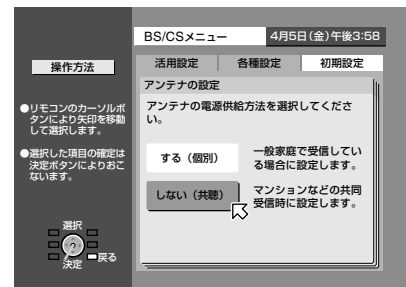 BS/CSメニュー
4月5日(金)午後3:58
操作方法
活用設定
各種設定
初期設定
アンテナの設定
●リモコンのカーソルボ
タンにより矢印を移動
して選択します。
●選択した項目の確定は
決定ボタンによりおこ
ないます。
アンテナの電源供給方法を選択してくださ
い。
する（個別）
一般家庭で受信してい
る場合に設定します。
しない（共聴）
マンションなどの共同
受信時に設定します。
選択
戻る
決定